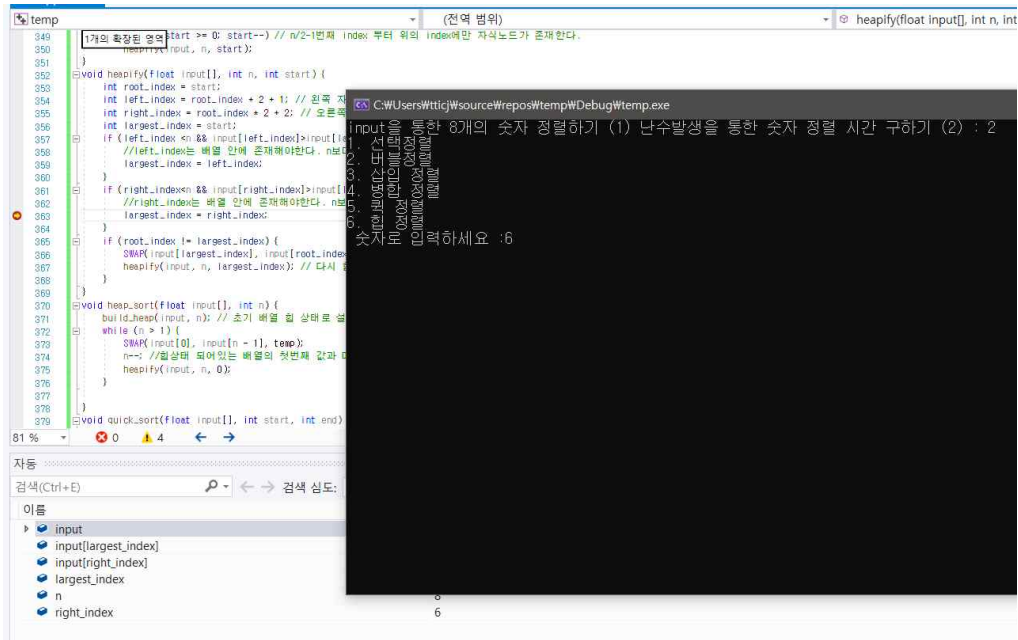 temp
(전역 범위)
heapify(float input[], int n, int
1개의 확장된 영역
349 start >= 0; start--) // n/2-1번째 index 부터 위의 index에만 자식노드가 존재한다.
350 heapify(input, n, start);
351 }
352 void heapify(float input[], int n, int start) {
353 int root_index = start;
354 int left_index = root_index * 2 + 1; // 왼쪽 자
355 int right_index = root_index * 2 + 2; // 오른쪽
356 int largest_index = start;
357 if (left_index <n && input[left_index]>input[la
358 //left_index는 배열 안에 존재해야한다. n보
359 largest_index = left_index;
360 }
361 if (right_index<n && input[right_index]>input[l
362 //right_index는 배열 안에 존재해야한다. n보
363 largest_index = right_index;
364 }
365 if (root_index != largest_index) {
366 SWAP(input[largest_index], input[root_index
367 heapify(input, n, largest_index); // 다시
368 }
369 }
370 void heap_sort(float input[], int n) {
371 build_heap(input, n); // 초기 배열 힙 상태로 설
372 while (n > 1) {
373 SWAP(input[0], input[n - 1], temp);
374 n--; //힙상태 되어있는 배열의 첫번째 값과
375 heapify(input, n, 0);
376 }
377
378 }
379 void quick_sort(float input[], int start, int end)
81 % 0 4
C:\Users\tticj\source\repos\temp\Debug\temp.exe
input을 통한 8개의 숫자 정렬하기 (1) 난수발생을 통한 숫자 정렬 시간 구하기 (2) : 2
1. 선택정렬
2. 버블정렬
3. 삽입 정렬
4. 병합 정렬
5. 퀵 정렬
6. 힙 정렬
숫자로 입력하세요 :6
자동
검색(Ctrl+E) 검색 심도:
이름
input
input[largest_index]
input[right_index]
largest_index
n 8
right_index 6